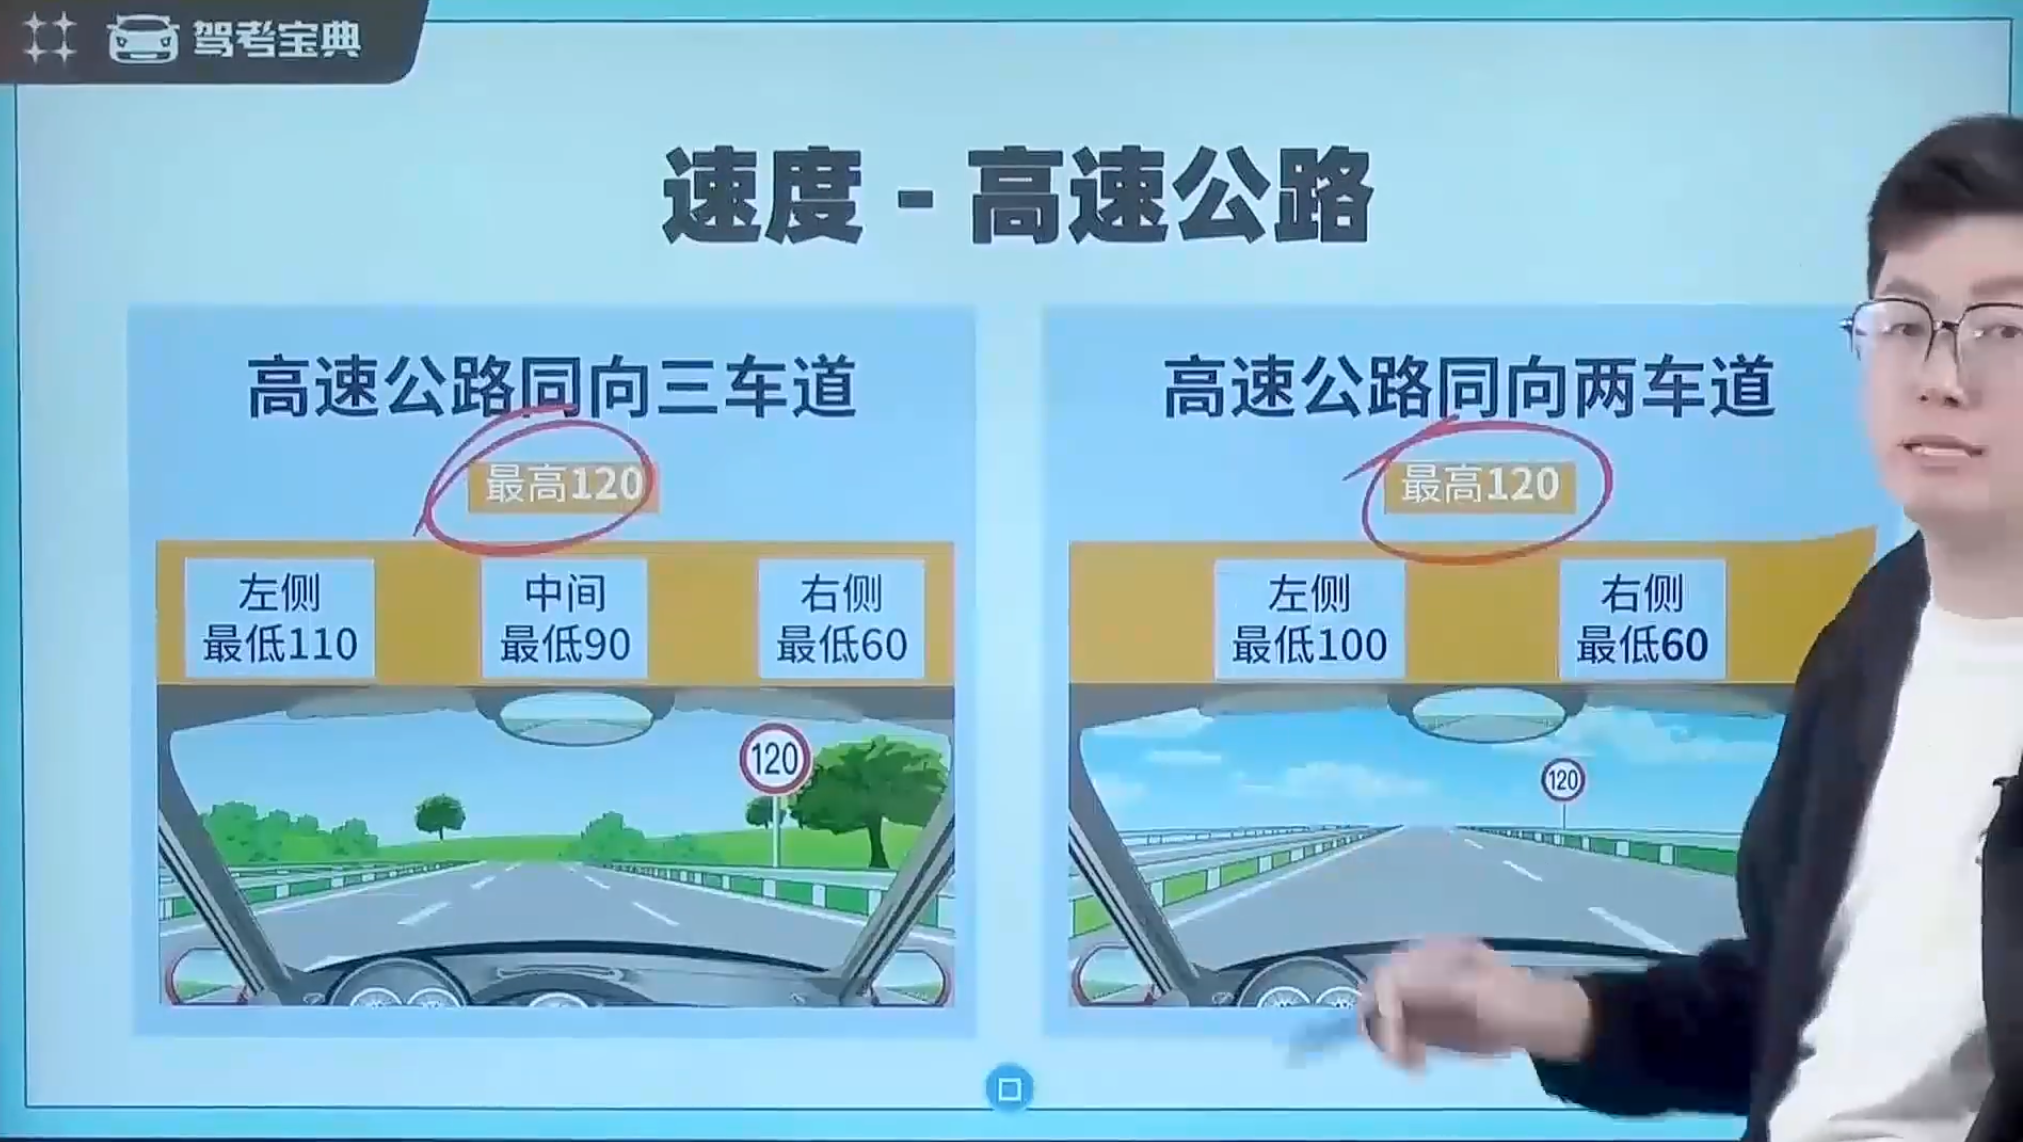 驾考宝典
速度-高速公路
高速公路同向三车道
最高120
左侧
最低110
中间
最低90
右侧
最低60
120
高速公路同向两车道
最高120
左侧
最低100
右侧
最低60
120